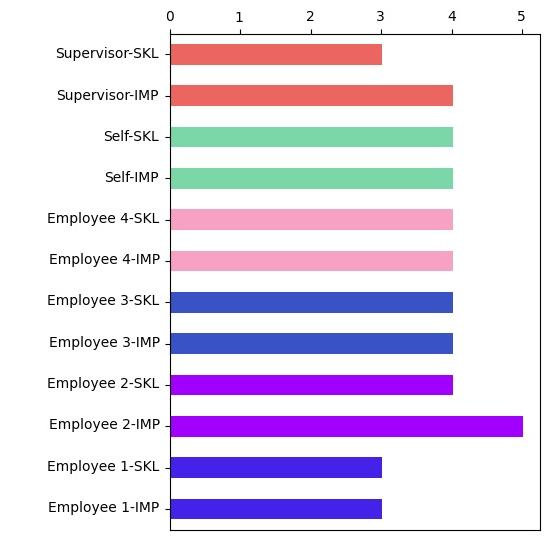 0 1 2 3 4 5
Supervisor-SKL
Supervisor-IMP
Self-SKL
Self-IMP
Employee 4-SKL
Employee 4-IMP
Employee 3-SKL
Employee 3-IMP
Employee 2-SKL
Employee 2-IMP
Employee 1-SKL
Employee 1-IMP